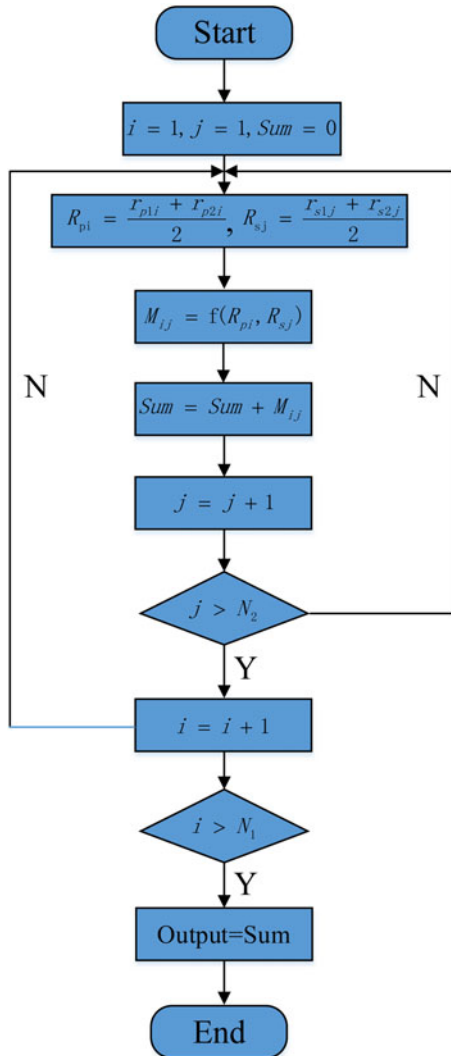 Start
i = 1, j = 1, Sum = 0
R_pi = (r_p1i + r_p2i)/2, R_sj = (r_s1j + r_s2j)/2
M_ij = f(R_pi, R_sj)
N
N
Sum = Sum + M_ij
j = j + 1
j > N_2
Y
i = i + 1
i > N_1
Y
Output=Sum
End